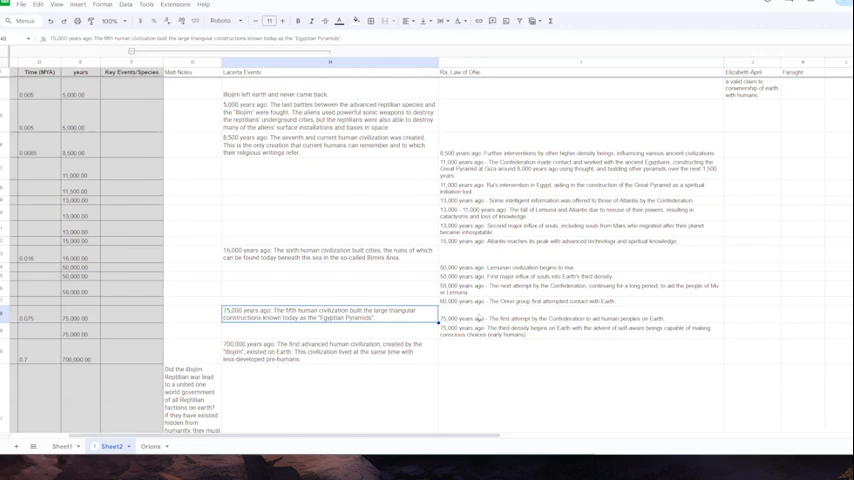 File Edit View Insert Format Data Tools Extensions Help
Menus 100% $ % 123 Roboto 11 B I A
75,000 years ago: The fifth human civilization built the large triangular constructions known today as the "Egyptian Pyramids".
D E F G H I J K L
Time (MYA) years Key Events/Species Matt Notes Lacerta Events Ra, Law of ONe Elizabeth April Farsight
a valid claim to
conwnership of earth
with humans.
0.005 5,000.00 Illojim left earth and never came back.
5,000 years ago: The last battles between the advanced reptilian species and
the "Illojim" were fought. The aliens used powerful sonic weapons to destroy
the reptilians' underground cities, but the reptilians were also able to destroy
many of the aliens' surface installations and bases in space.
0.005 5,000.00
8,500 years ago: The seventh and current human civilization was created.
This is the only creation that current humans can remember and to which
their religious writings refer.
0.0085 8,500.00
8,500 years ago: Further interventions by other higher-density beings, influencing various ancient civilizations.
11,000 years ago - The Confederation made contact and worked with the ancient Egyptians, constructing the
Great Pyramid at Giza around 6,000 years ago using thought, and building other pyramids over the next 1,500
years.
11,000.00
11,500.00
11,000 years ago: Ra's intervention in Egypt, aiding in the construction of the Great Pyramid as a spiritual
initiation tool.
13,000.00 13,000 years ago - Some intelligent information was offered to those of Atlantis by the Confederation.
13,000 - 11,000 years ago: The fall of Lemuria and Atlantis due to misuse of their powers, resulting in
cataclysms and loss of knowledge.
13,000.00
13,000 years ago: Second major influx of souls, including souls from Mars who migrated after their planet
became inhospitable.
13,000.00
15,000.00 15,000 years ago: Atlantis reaches its peak with advanced technology and spiritual knowledge.
16,000 years ago: The sixth human civilization built cities, the ruins of which
can be found today beneath the sea in the so-called Bimini Area.
0.016 16,000.00
50,000.00 50,000 years ago: Lemurian civilization begins to rise.
50,000.00 50,000 years ago: First major influx of souls into Earth's third density.
58,000 years ago - The next attempt by the Confederation, continuing for a long period, to aid the people of Mu
or Lemuria.
58,000.00
60,000 years ago - The Orion group first attempted contact with Earth.
75,000 years ago: The fifth human civilization built the large triangular
constructions known today as the "Egyptian Pyramids".
0.075 75,000.00
75,000 years ago - The first attempt by the Confederation to aid human peoples on Earth.
75,000.00
75,000 years ago: The third density begins on Earth with the advent of self-aware beings capable of making
conscious choices (early humans).
700,000 years ago: The first advanced human civilization, created by the
"Illojim", existed on Earth. This civilization lived at the same time with
less-developed pre-humans.
0.7 700,000.00
Did the illojim
Reptilian war lead
to a united one
world government
of all Reptilian
factions on earth?
if they have existed
hidden from
humanity, they must
Sheet1 Sheet2 Orions